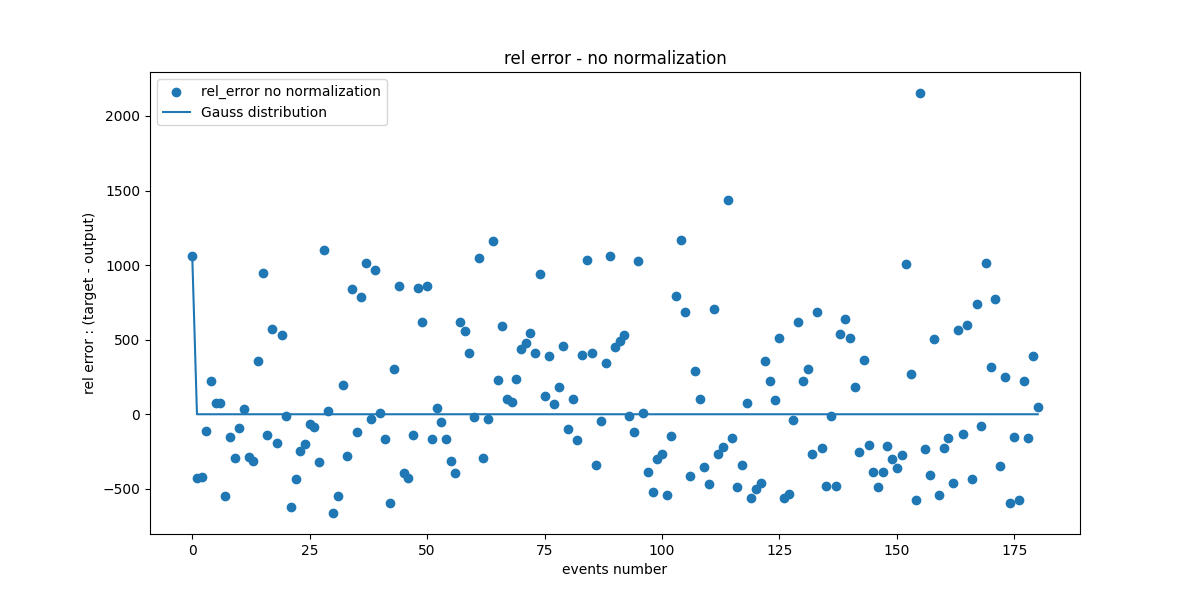 rel error - no normalization
rel_error no normalization
Gauss distribution
2000
1500
1000
500
0
−500
rel error : (target - output)
0
25
50
75
100
125
150
175
events number